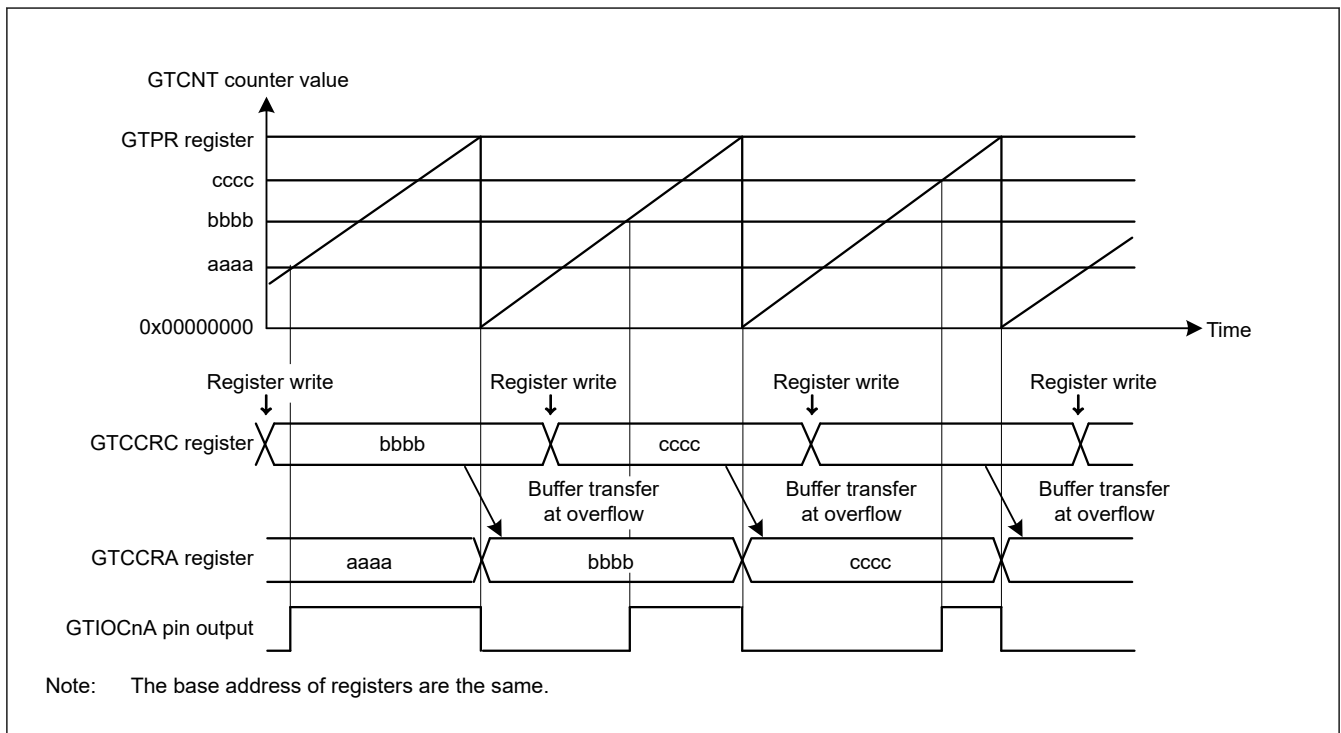 GTCNT counter value
GTPR register
cccc
bbbb
aaaa
0x00000000
Time
Register write Register write Register write Register write
GTCCRC register bbbb cccc
Buffer transfer Buffer transfer Buffer transfer
at overflow at overflow at overflow
GTCCRA register aaaa bbbb cccc
GTIOCnA pin output
Note: The base address of registers are the same.